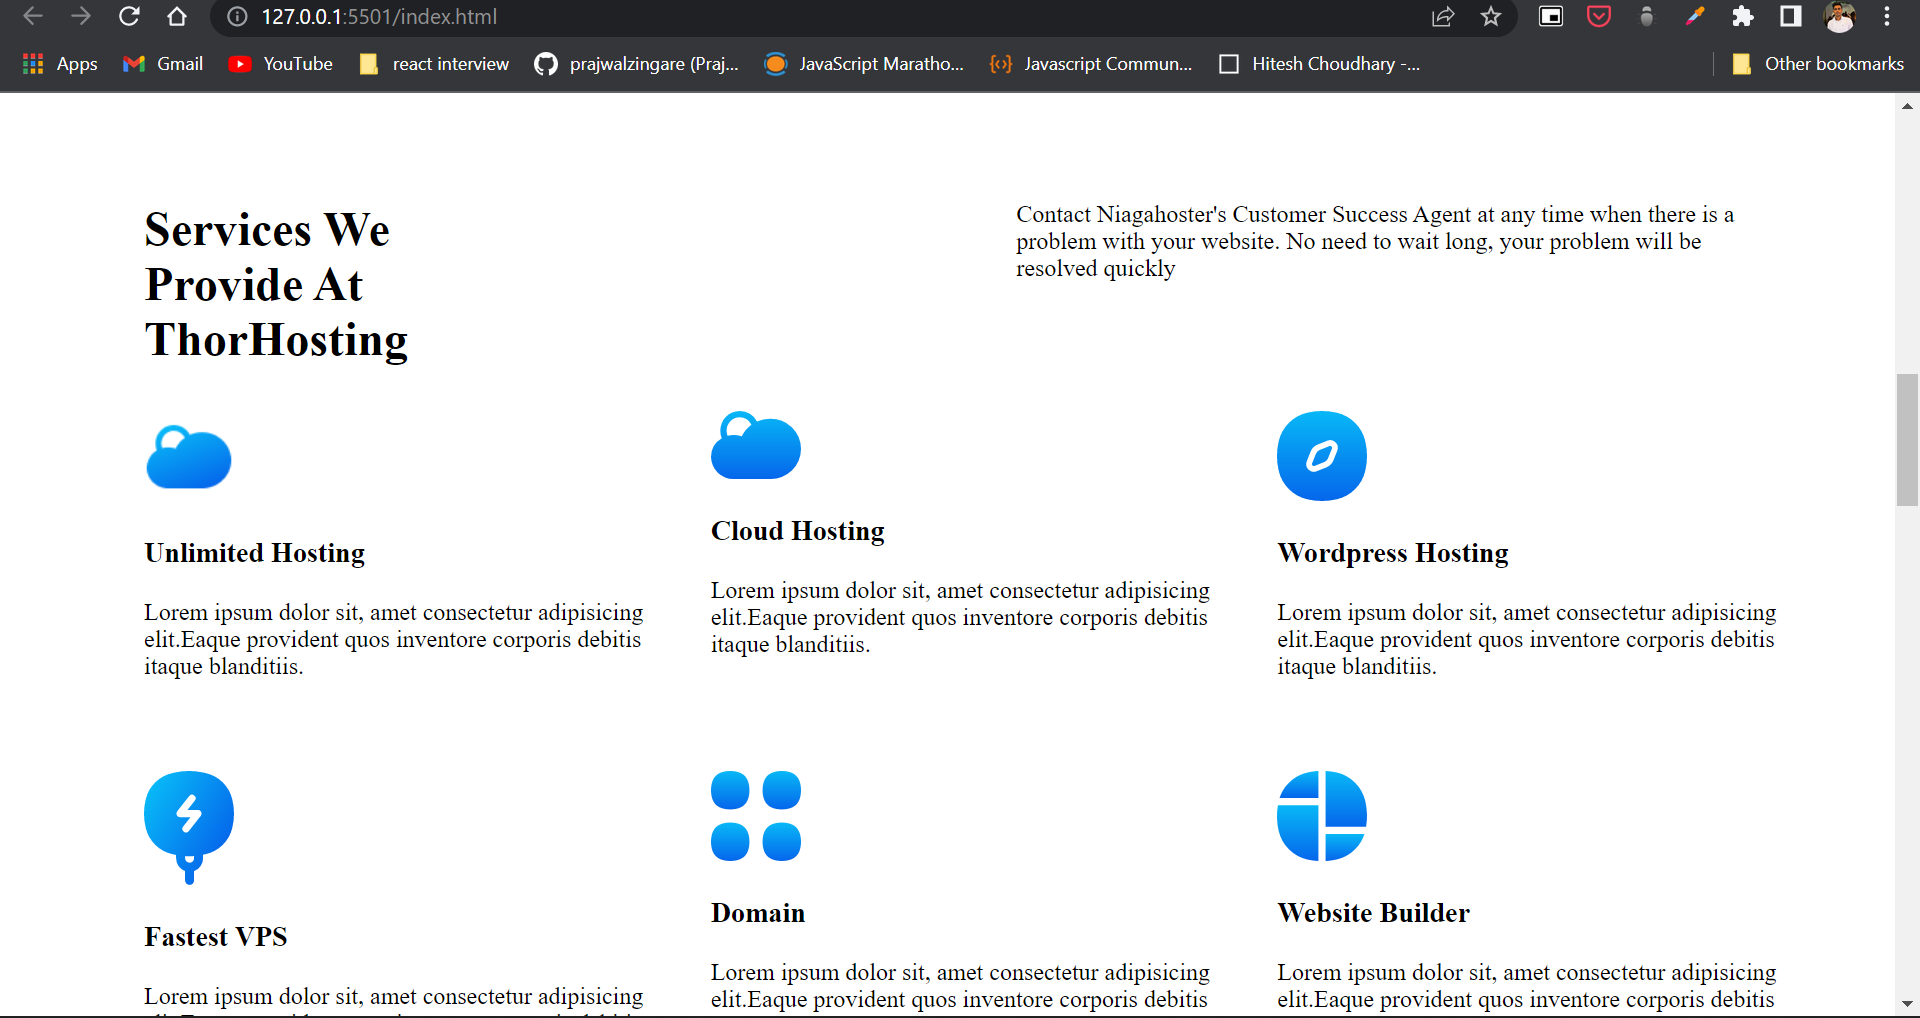 127.0.0.1:5501/index.html
Apps Gmail YouTube react interview prajwalzingare (Praj... JavaScript Maratho... Javascript Commun... Hitesh Choudhary -... Other bookmarks
Services We
Provide At
ThorHosting
Contact Niagahoster's Customer Success Agent at any time when there is a
problem with your website. No need to wait long, your problem will be
resolved quickly
Unlimited Hosting
Lorem ipsum dolor sit, amet consectetur adipisicing
elit.Eaque provident quos inventore corporis debitis
itaque blanditiis.
Cloud Hosting
Lorem ipsum dolor sit, amet consectetur adipisicing
elit.Eaque provident quos inventore corporis debitis
itaque blanditiis.
Wordpress Hosting
Lorem ipsum dolor sit, amet consectetur adipisicing
elit.Eaque provident quos inventore corporis debitis
itaque blanditiis.
Fastest VPS
Lorem ipsum dolor sit, amet consectetur adipisicing
Domain
Lorem ipsum dolor sit, amet consectetur adipisicing
elit.Eaque provident quos inventore corporis debitis
Website Builder
Lorem ipsum dolor sit, amet consectetur adipisicing
elit.Eaque provident quos inventore corporis debitis